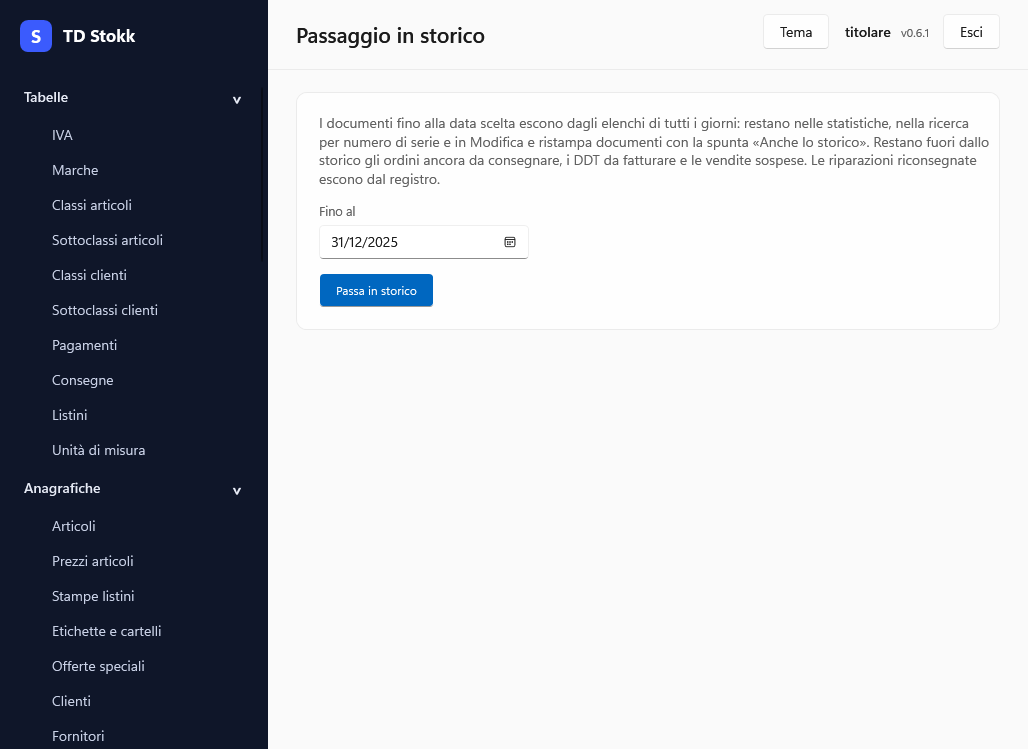 S TD Stokk
Tabelle
IVA
Marche
Classi articoli
Sottoclassi articoli
Classi clienti
Sottoclassi clienti
Pagamenti
Consegne
Listini
Unità di misura
Anagrafiche
Articoli
Prezzi articoli
Stampe listini
Etichette e cartelli
Offerte speciali
Clienti
Fornitori
Passaggio in storico
Tema titolare v0.6.1 Esci
I documenti fino alla data scelta escono dagli elenchi di tutti i giorni: restano nelle statistiche, nella ricerca
per numero di serie e in Modifica e ristampa documenti con la spunta «Anche lo storico». Restano fuori dallo
storico gli ordini ancora da consegnare, i DDT da fatturare e le vendite sospese. Le riparazioni riconsegnate
escono dal registro.
Fino al
31/12/2025
Passa in storico